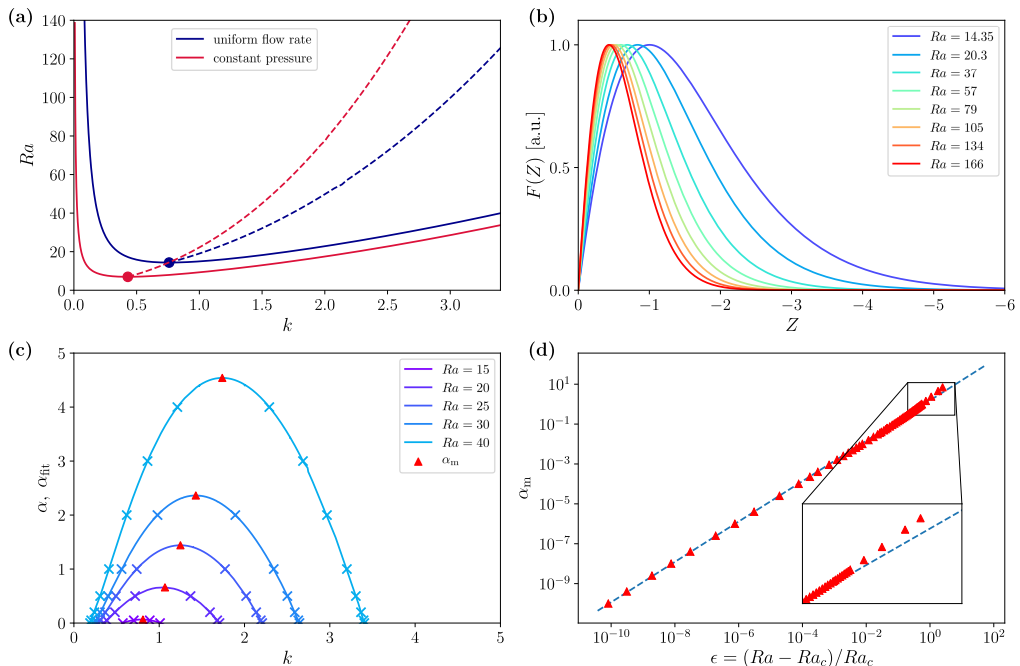 (a)
140
120
100
80
60
40
20
0
Ra
0.0 0.5 1.0 1.5 2.0 2.5 3.0
k
uniform flow rate
constant pressure
(b)
1.0
0.5
0.0
F(Z) [a.u.]
0 −1 −2 −3 −4 −5 −6
Z
Ra = 14.35
Ra = 20.3
Ra = 37
Ra = 57
Ra = 79
Ra = 105
Ra = 134
Ra = 166
(c)
5
4
3
2
1
0
α, α_fit
0 1 2 3 4 5
k
Ra = 15
Ra = 20
Ra = 25
Ra = 30
Ra = 40
α_m
(d)
10^1
10^−1
10^−3
10^−5
10^−7
10^−9
α_m
10^−10 10^−8 10^−6 10^−4 10^−2 10^0 10^2
ϵ = (Ra − Ra_c)/Ra_c